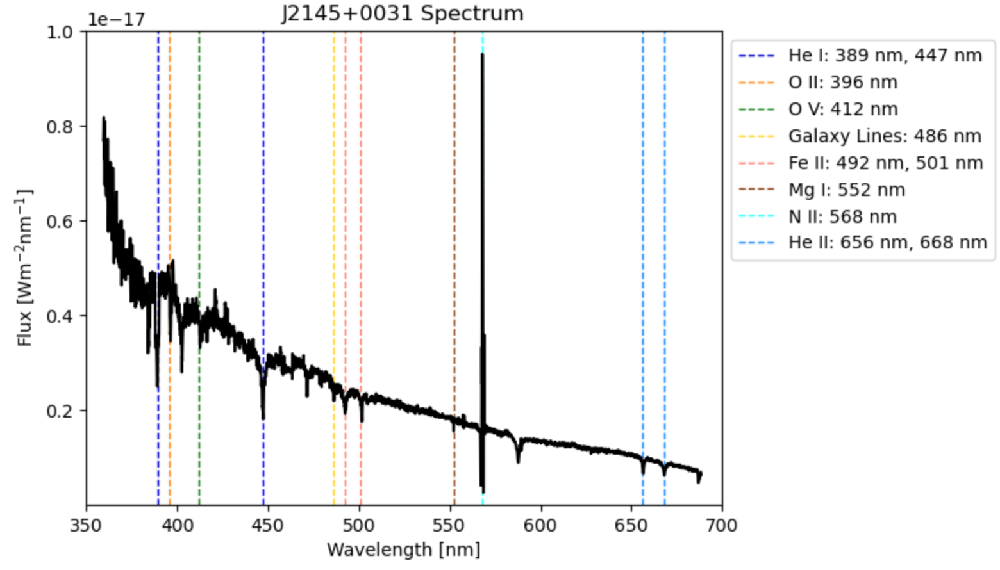 J2145+0031 Spectrum
1e−17
1.0
0.8
0.6
0.4
0.2
Flux [Wm⁻²nm⁻¹]
350 400 450 500 550 600 650 700
Wavelength [nm]
He I: 389 nm, 447 nm
O II: 396 nm
O V: 412 nm
Galaxy Lines: 486 nm
Fe II: 492 nm, 501 nm
Mg I: 552 nm
N II: 568 nm
He II: 656 nm, 668 nm